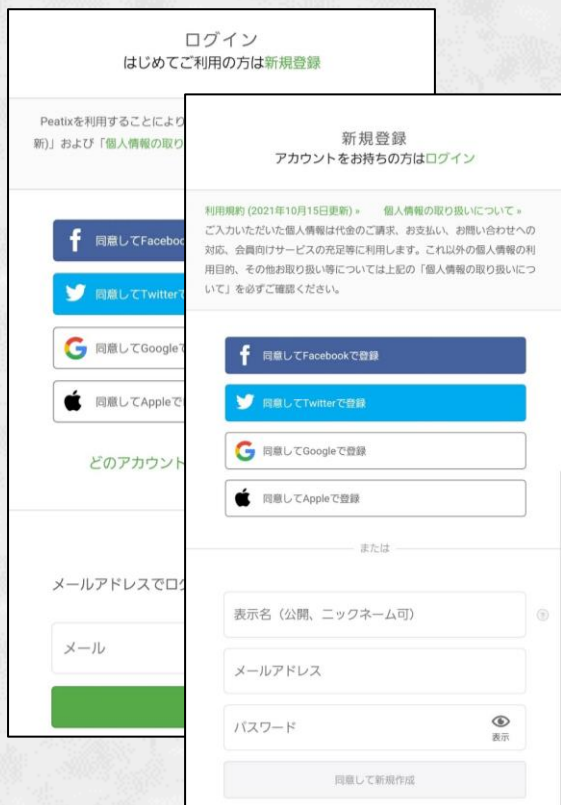 ログイン
はじめてご利用の方は新規登録
Peatixを利用することにより
新)」および「個人情報の取り
同意してFaceboo
同意してTwitterで
同意してGoogleで
同意してAppleで
どのアカウント
メールアドレスでログ
メール
新規登録
アカウントをお持ちの方はログイン
利用規約 (2021年10月15日更新) » 個人情報の取り扱いについて »
ご入力いただいた個人情報は代金のご請求、お支払い、お問い合わせへの
対応、会員向けサービスの充足等に利用します。これ以外の個人情報の利
用目的、その他お取り扱い等については上記の「個人情報の取り扱いにつ
いて」を必ずご確認ください。
同意してFacebookで登録
同意してTwitterで登録
同意してGoogleで登録
同意してAppleで登録
または
表示名（公開、ニックネーム可）
メールアドレス
パスワード
表示
同意して新規作成